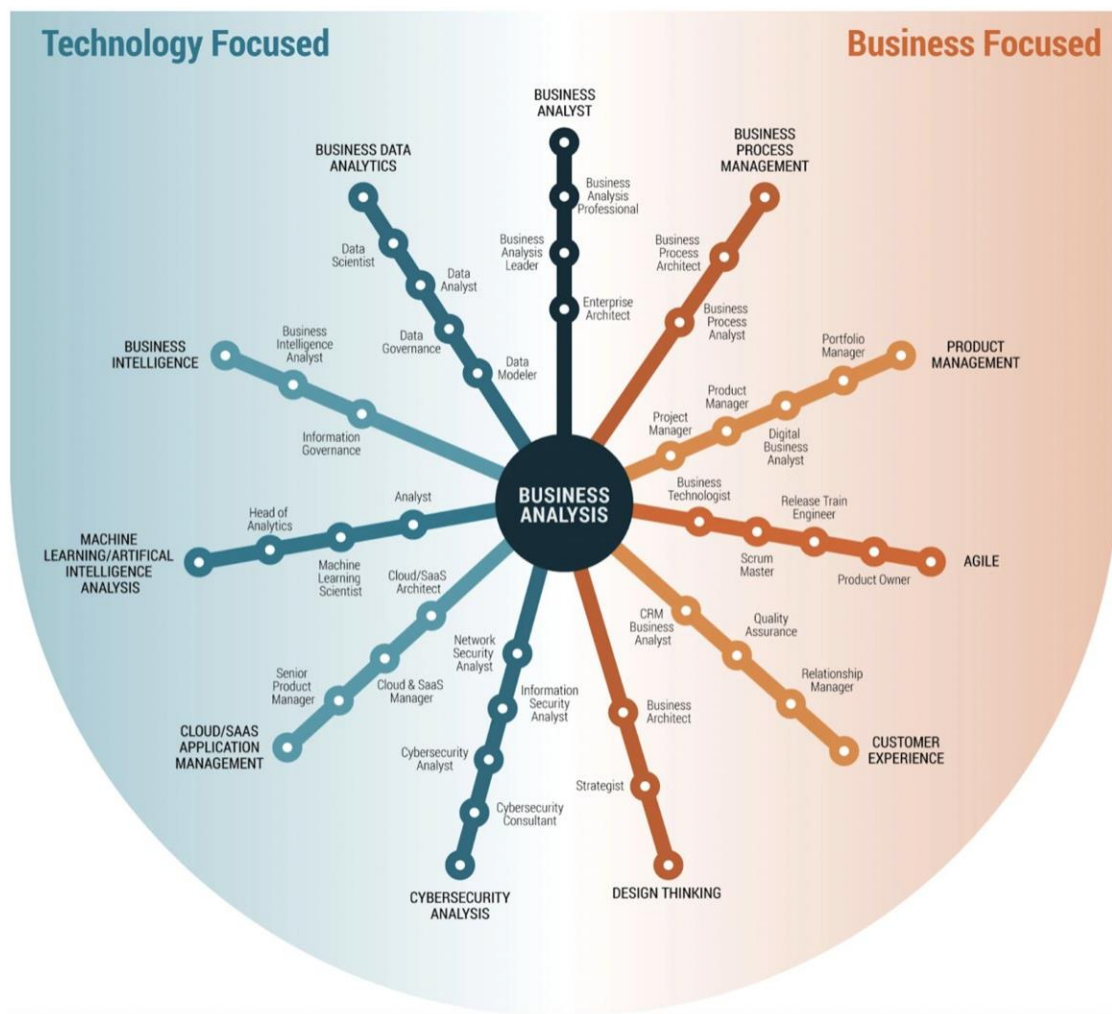 Technology Focused
Business Focused
BUSINESS
ANALYST
Business
Analysis
Professional
Business
Analysis
Leader
Enterprise
Architect
BUSINESS
PROCESS
MANAGEMENT
Business
Process
Architect
Business
Process
Analyst
PRODUCT
MANAGEMENT
Portfolio
Manager
Digital
Business
Analyst
Product
Manager
Project
Manager
AGILE
Product Owner
Release Train
Engineer
Scrum
Master
Business
Technologist
CUSTOMER
EXPERIENCE
Relationship
Manager
Quality
Assurance
CRM
Business
Analyst
DESIGN THINKING
Strategist
Business
Architect
CYBERSECURITY
ANALYSIS
Cybersecurity
Consultant
Cybersecurity
Analyst
Information
Security
Analyst
Network
Security
Analyst
CLOUD/SAAS
APPLICATION
MANAGEMENT
Senior
Product
Manager
Cloud & SaaS
Manager
Cloud/SaaS
Architect
MACHINE
LEARNING/ARTIFICAL
INTELLIGENCE
ANALYSIS
Head of
Analytics
Machine
Learning
Scientist
Analyst
BUSINESS
INTELLIGENCE
Business
Intelligence
Analyst
Information
Governance
BUSINESS DATA
ANALYTICS
Data
Scientist
Data
Analyst
Data
Governance
Data
Modeler
BUSINESS
ANALYSIS